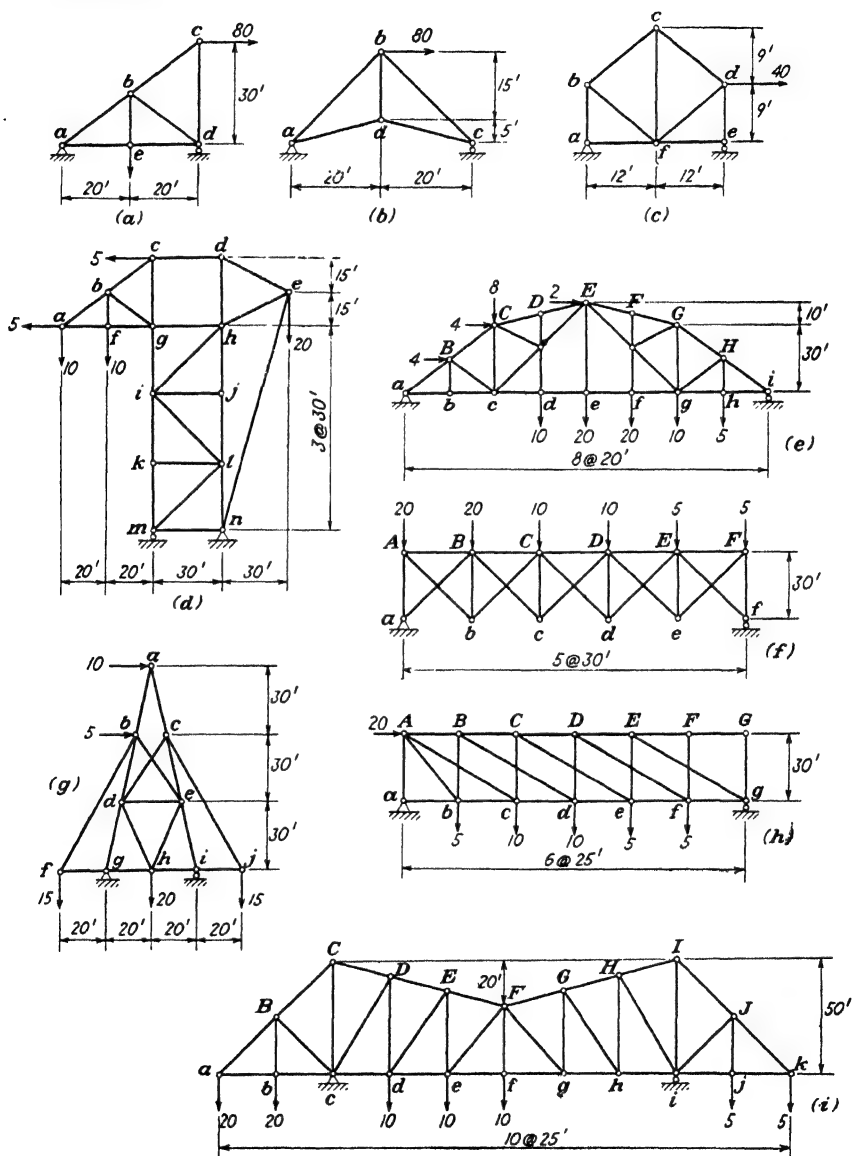 c
80
b
30'
a
e
d
20'
20'
(a)
b
80
15'
a
d
c
5'
20'
20'
(b)
c
9'
b
d
40
9'
a
f
e
12'
12'
(c)
c
d
5
15'
b
e
15'
5
a
f
g
h
10
10
20
i
j
3@30'
k
l
m
n
20'
20'
30'
30'
(d)
8
2
E
D
F
C
G
10'
4
B
H
30'
4
a
b
c
d
e
f
g
h
i
10
20
20
10
5
(e)
8@20'
20
20
10
10
5
5
A
B
C
D
E
F
30'
a
b
c
d
e
f
(f)
5@30'
10
a
30'
5
b
c
(g)
30'
d
e
30'
f
g
h
i
j
15
20
15
20'
20'
20'
20'
20
A
B
C
D
E
F
G
30'
a
b
c
d
e
f
g
5
10
10
5
5
(h)
6@25'
C
I
D
H
20'
E
G
F
50'
B
J
a
b
c
d
e
f
g
h
i
j
k
20
20
10
10
10
5
5
(i)
10@25'